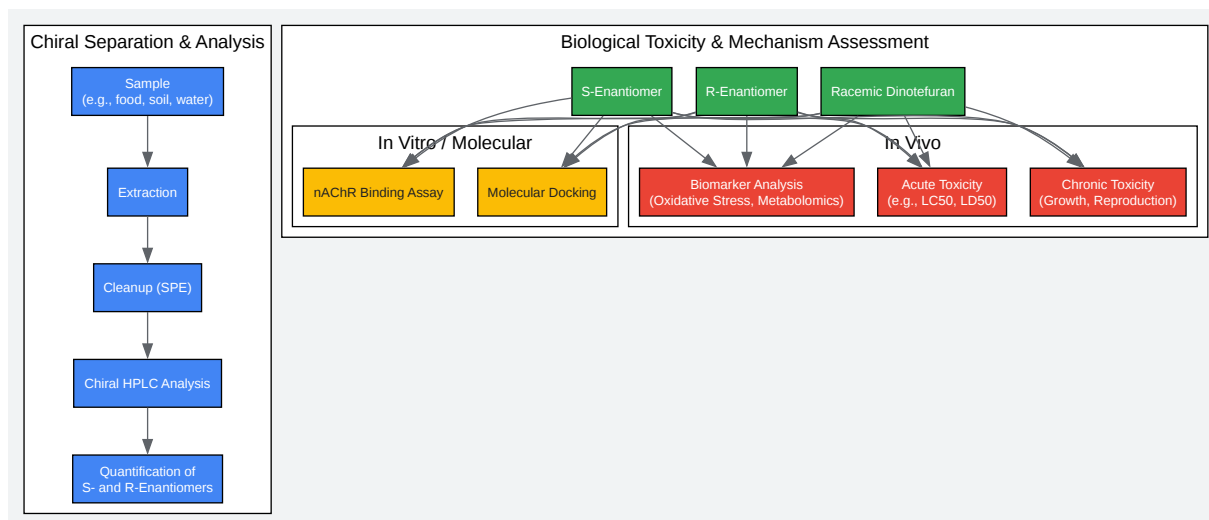 Chiral Separation & Analysis
Sample
(e.g., food, soil, water)
Extraction
Cleanup (SPE)
Chiral HPLC Analysis
Quantification of
S- and R-Enantiomers
Biological Toxicity & Mechanism Assessment
S-Enantiomer
R-Enantiomer
Racemic Dinotefuran
In Vitro / Molecular
nAChR Binding Assay
Molecular Docking
In Vivo
Biomarker Analysis
(Oxidative Stress, Metabolomics)
Acute Toxicity
(e.g., LC50, LD50)
Chronic Toxicity
(Growth, Reproduction)